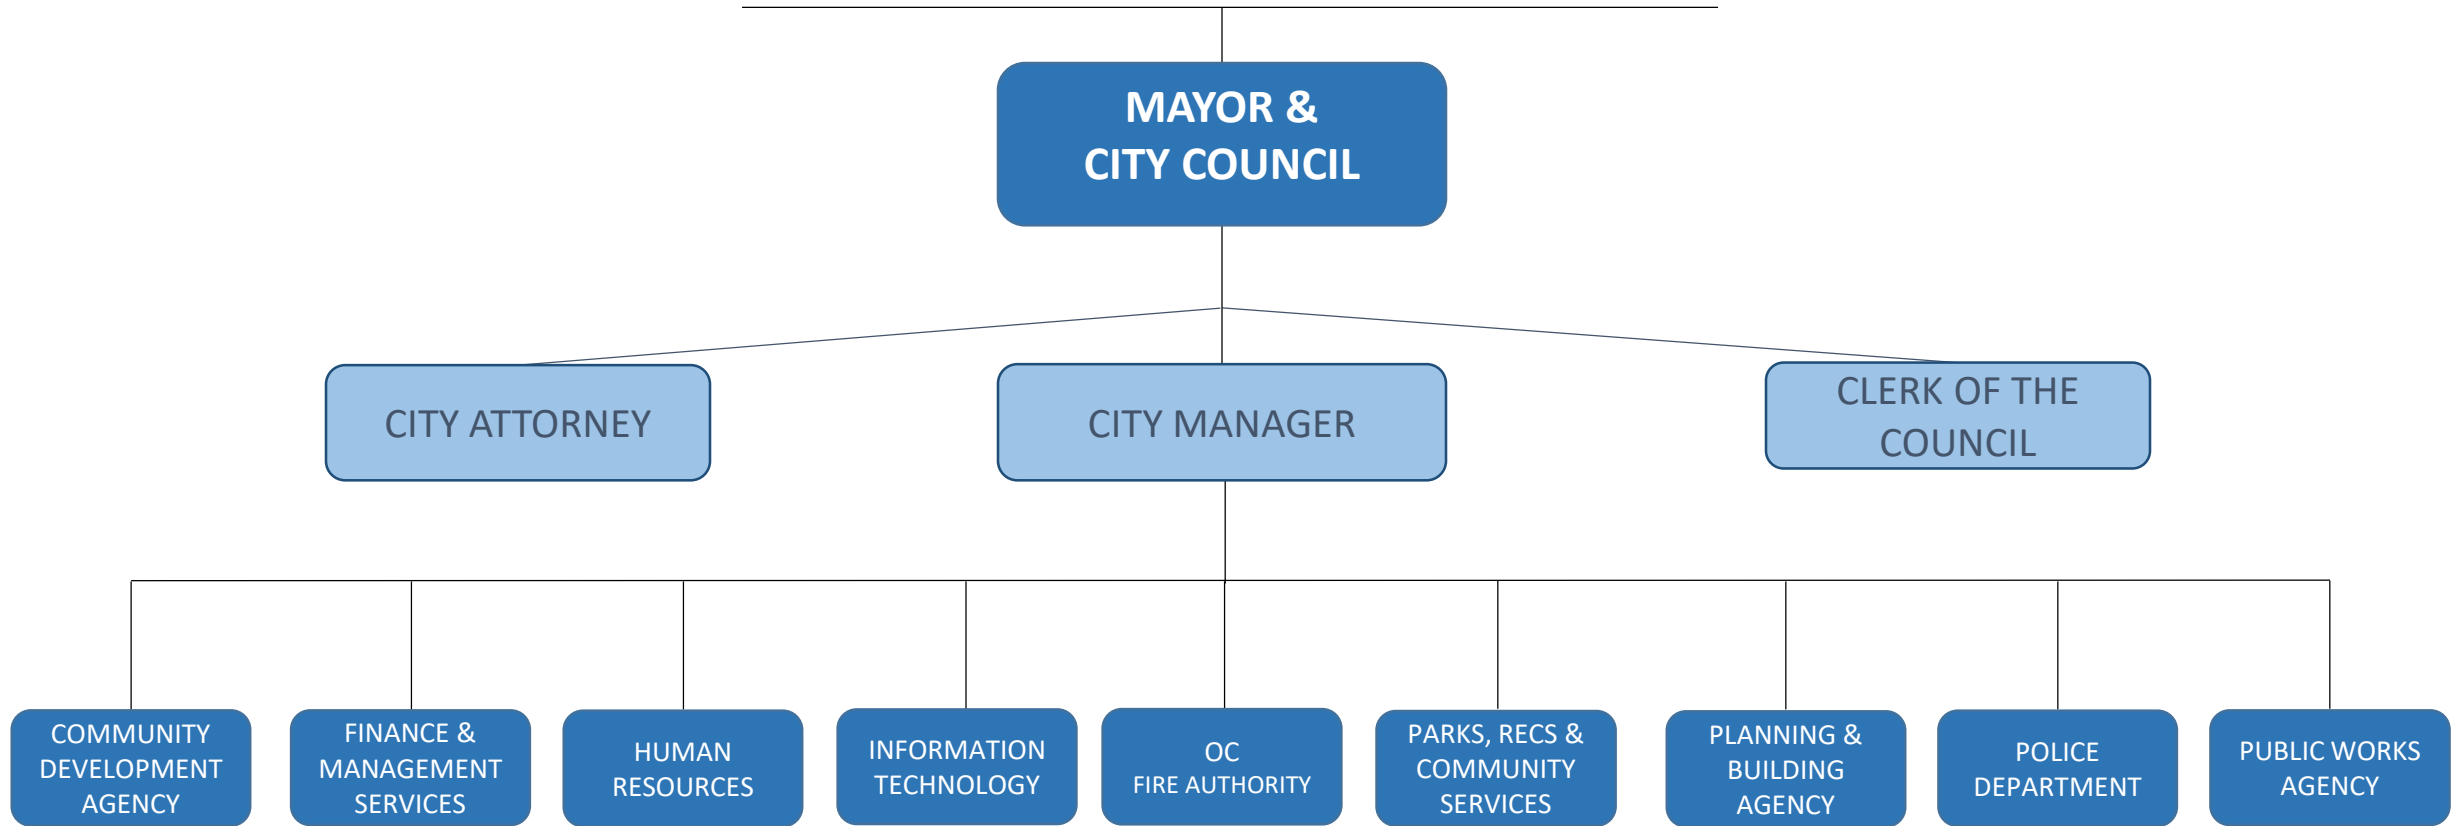 MAYOR &
CITY COUNCIL
CITY ATTORNEY
CITY MANAGER
CLERK OF THE
COUNCIL
COMMUNITY
DEVELOPMENT
AGENCY
FINANCE &
MANAGEMENT
SERVICES
HUMAN
RESOURCES
INFORMATION
TECHNOLOGY
OC
FIRE AUTHORITY
PARKS, RECS &
COMMUNITY
SERVICES
PLANNING &
BUILDING
AGENCY
POLICE
DEPARTMENT
PUBLIC WORKS
AGENCY